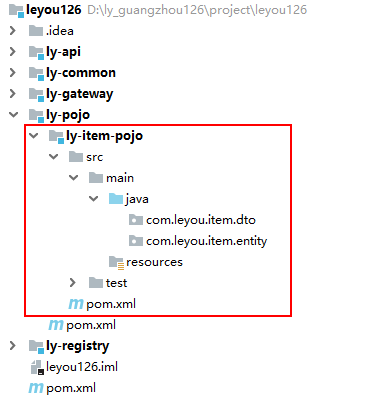 leyou126 D:\ly_guangzhou126\project\leyou126
.idea
ly-api
ly-common
ly-gateway
ly-pojo
ly-item-pojo
src
main
java
com.leyou.item.dto
com.leyou.item.entity
resources
test
pom.xml
pom.xml
ly-registry
leyou126.iml
pom.xml